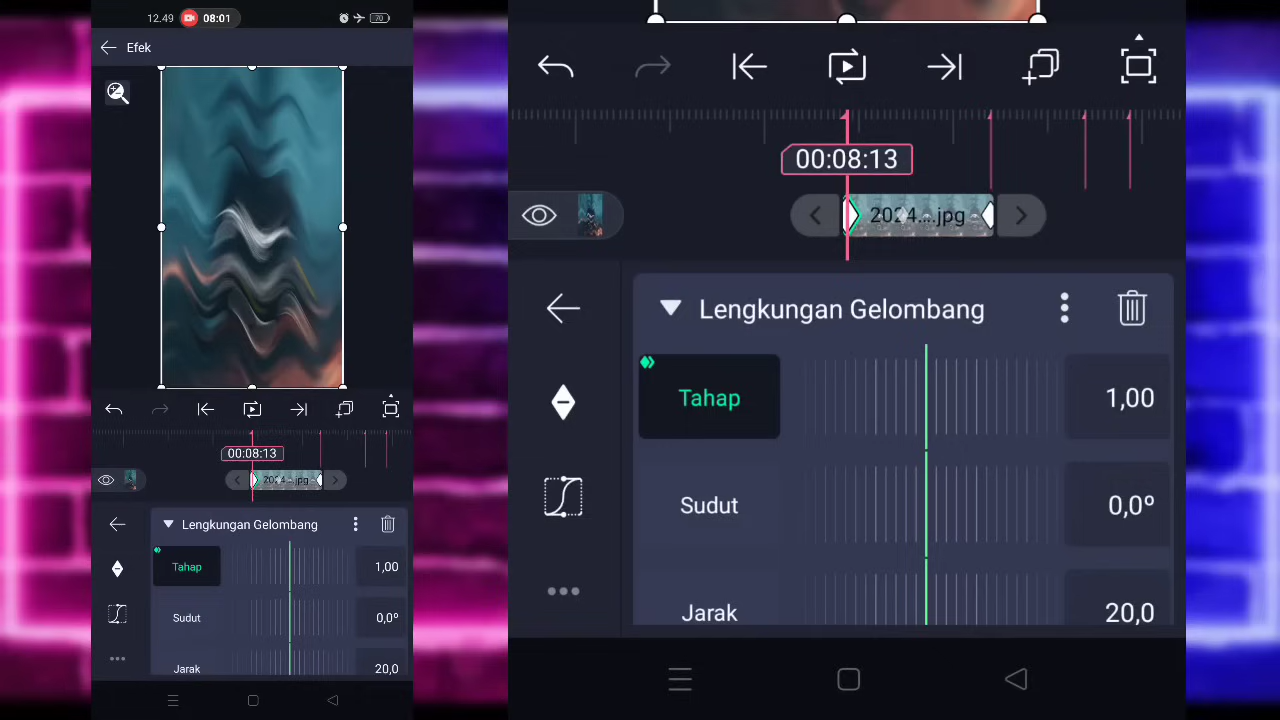 12.49 08:01 70
Efek
00:08:13
2024....jpg
Lengkungan Gelombang
Tahap 1,00
Sudut 0,0º
Jarak 20,0
00:08:13
2024....jpg
Lengkungan Gelombang
Tahap 1,00
Sudut 0,0º
Jarak 20,0